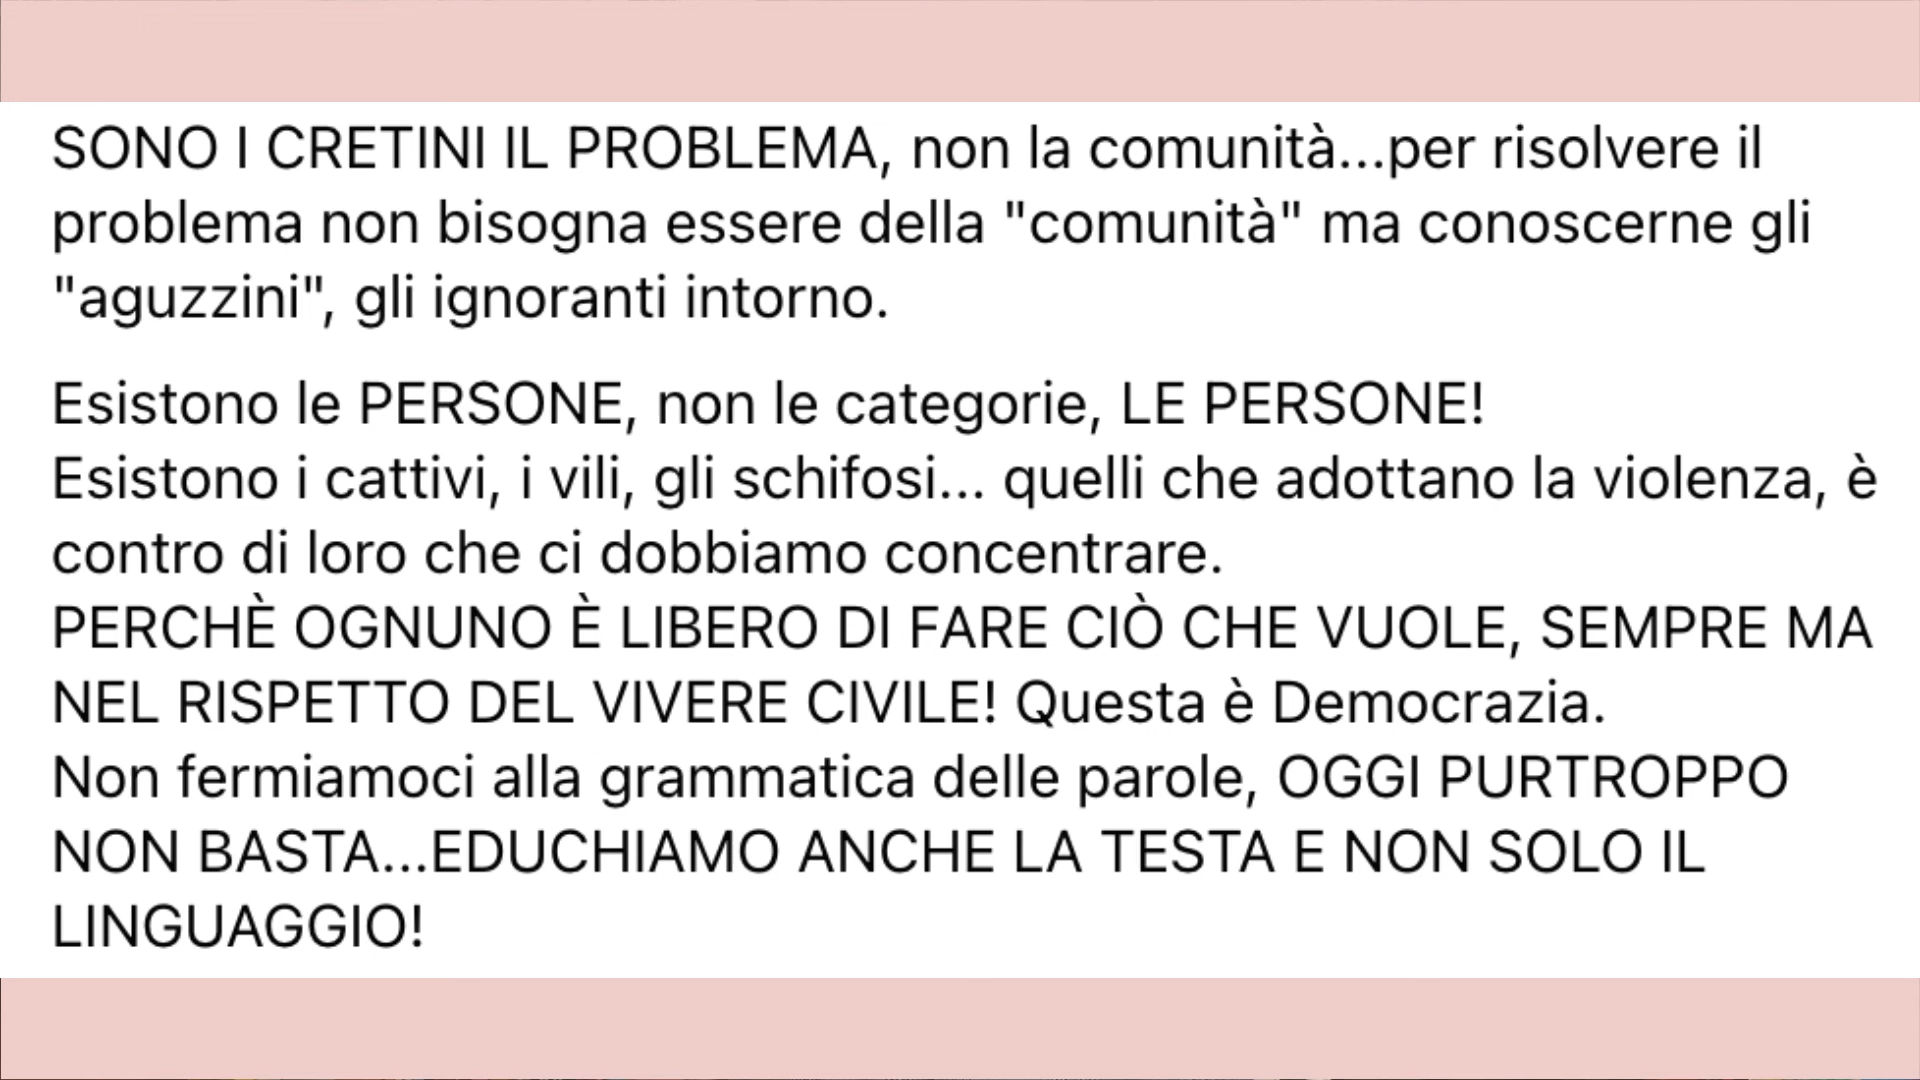 SONO I CRETINI IL PROBLEMA, non la comunità...per risolvere il
problema non bisogna essere della "comunità" ma conoscerne gli
"aguzzini", gli ignoranti intorno.
Esistono le PERSONE, non le categorie, LE PERSONE!
Esistono i cattivi, i vili, gli schifosi... quelli che adottano la violenza, è
contro di loro che ci dobbiamo concentrare.
PERCHÈ OGNUNO È LIBERO DI FARE CIÒ CHE VUOLE, SEMPRE MA
NEL RISPETTO DEL VIVERE CIVILE! Questa è Democrazia.
Non fermiamoci alla grammatica delle parole, OGGI PURTROPPO
NON BASTA...EDUCHIAMO ANCHE LA TESTA E NON SOLO IL
LINGUAGGIO!